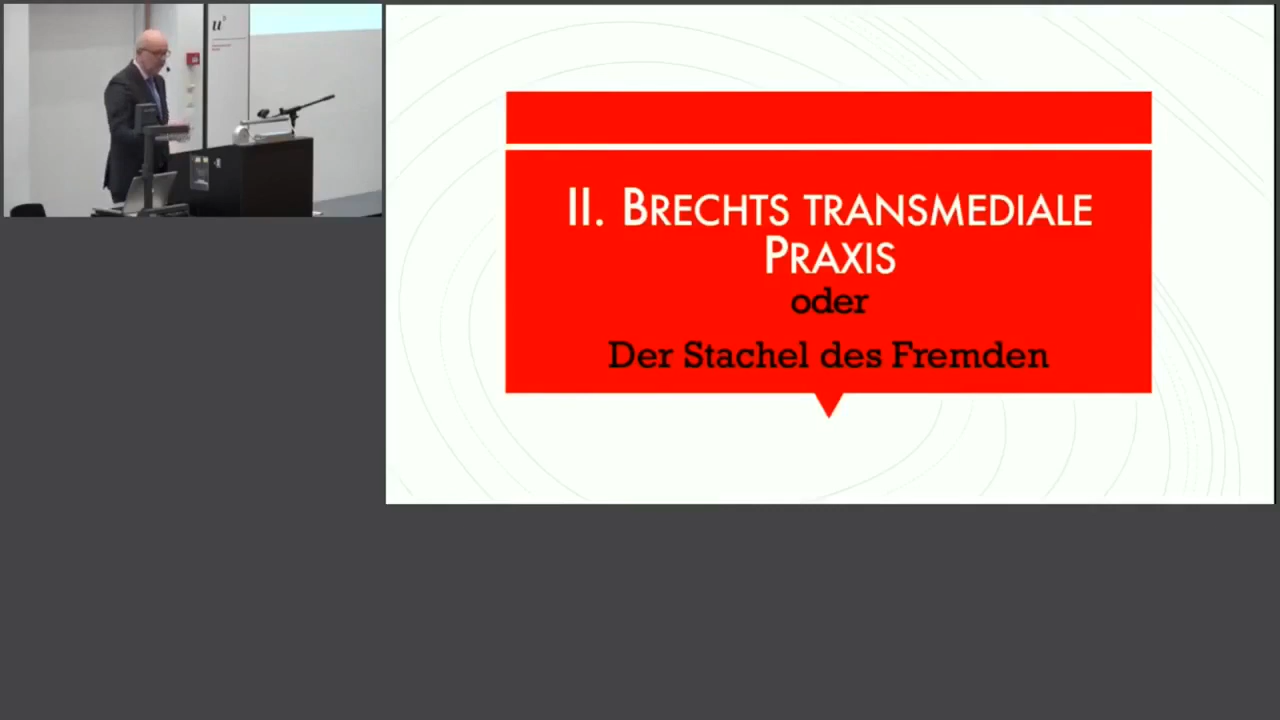 u
II. BRECHTS TRANSMEDIALE
PRAXIS
oder
Der Stachel des Fremden